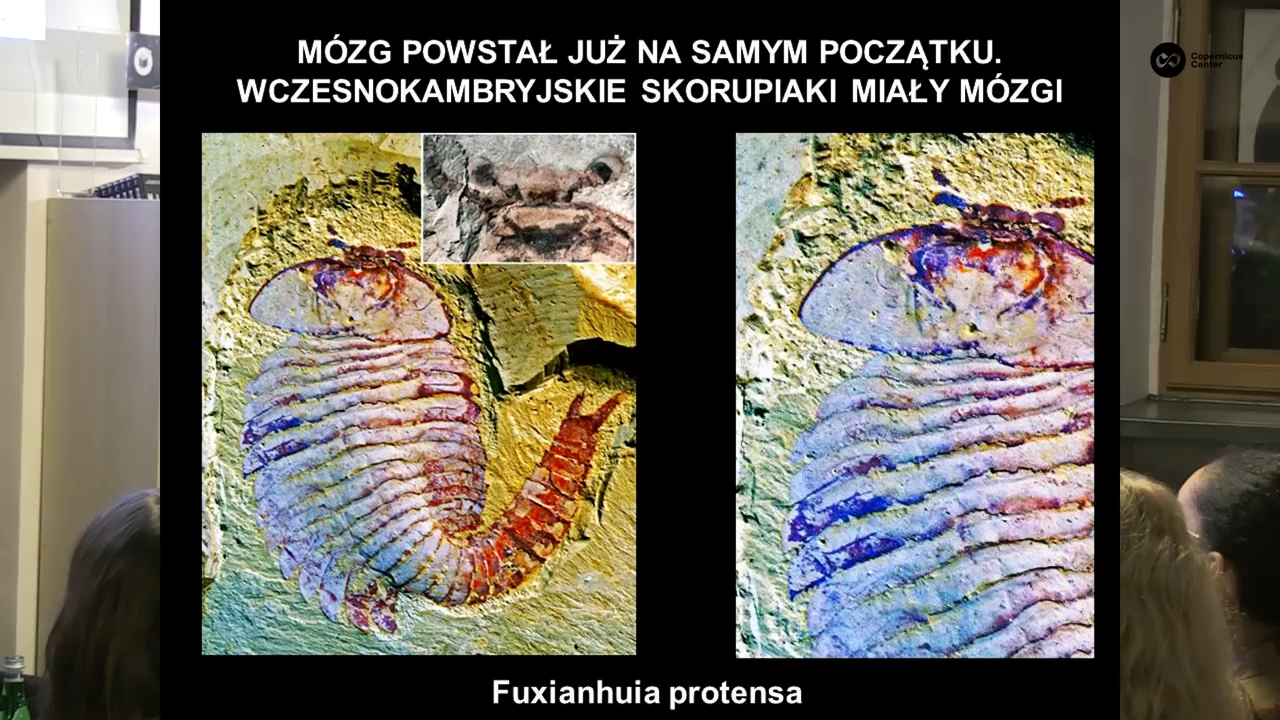 MÓZG POWSTAŁ JUŻ NA SAMYM POCZĄTKU.
WCZESNOKAMBRYJSKIE SKORUPIAKI MIAŁY MÓZGI
Copernicus
Center
Fuxianhuia protensa